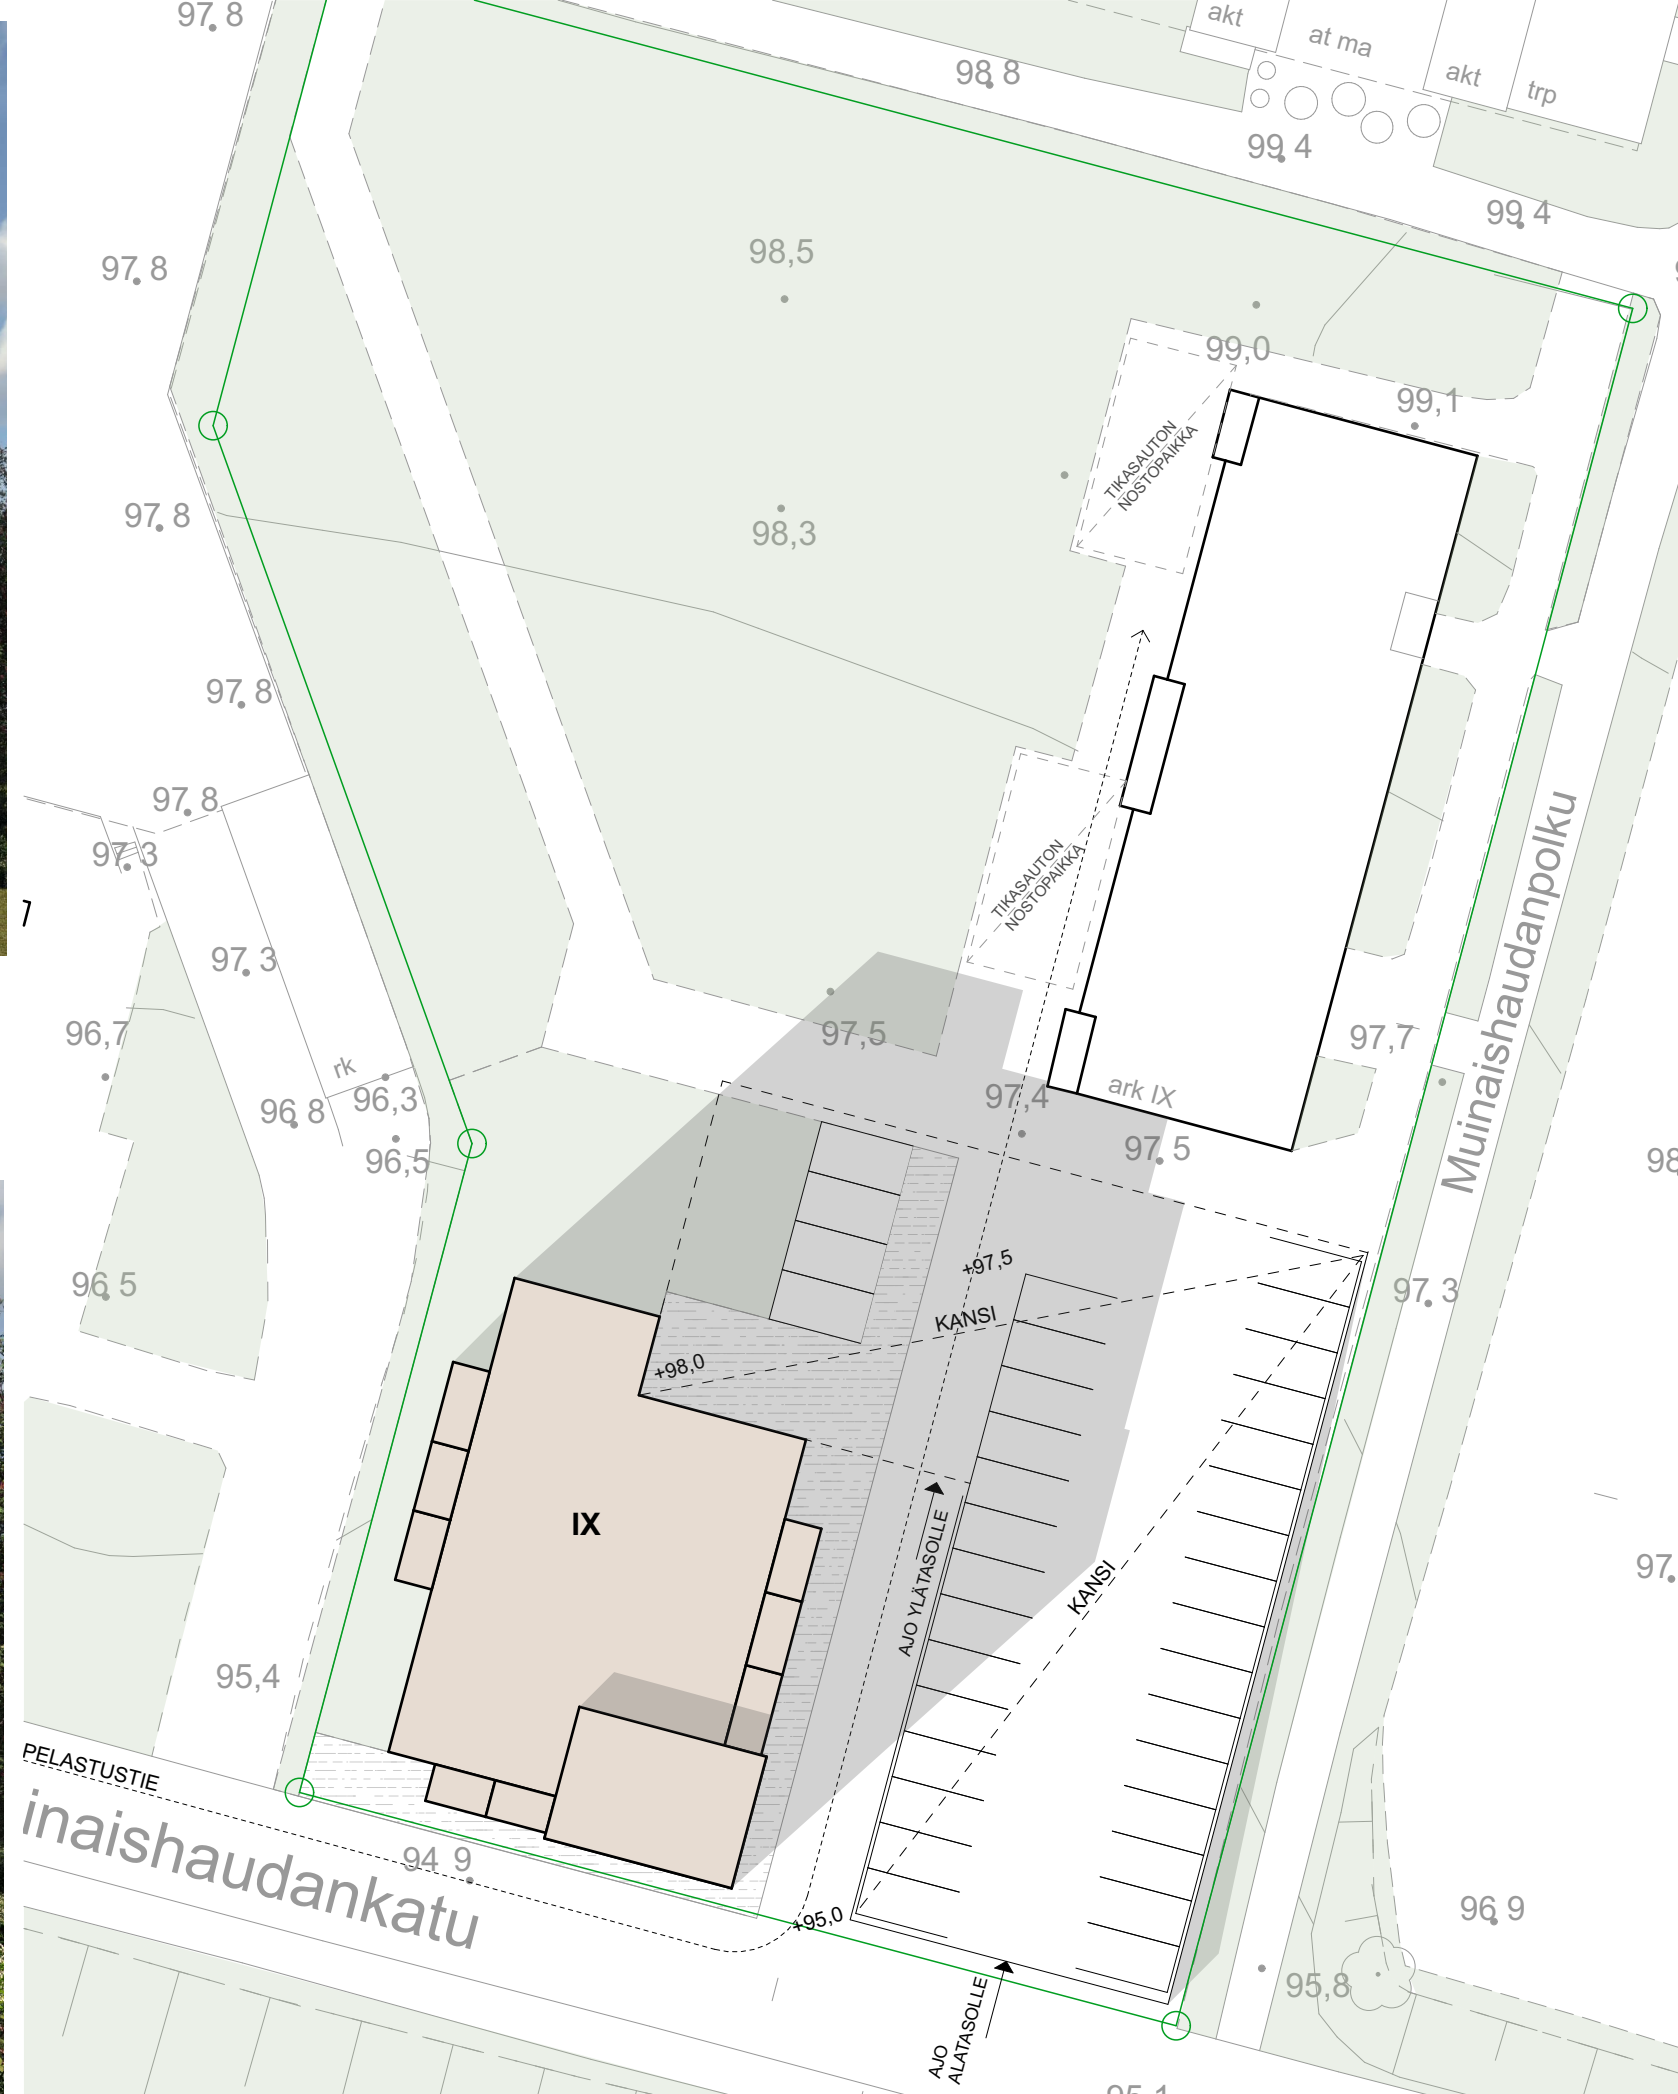 97 8
akt
at ma
akt
trp
98 8
99 4
99 4
97 8
98,5
99,0
99,1
TIKASAUTON
NOSTOPAIKKA
97 8
98,3
97 8
97 8
97 3
TIKASAUTON
NOSTOPAIKKA
Muinaishaudanpolku
97 3
96,7
97,5
97,7
rk
96 8
96,3
97,4
ark IX
96,5
97 5
98
96 5
+97,5
97 3
KANSI
+98,0
IX
AJO YLÄTASOLLE
KANSI
97.
95,4
PELASTUSTIE
inaishaudankatu
94 9
+95,0
96 9
95,8
AJO
ALATASOLLE
95 1